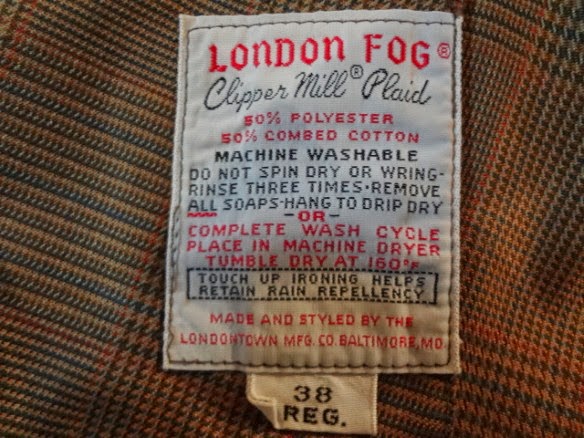 LONDON FOG®
Clipper Mill® Plaid
50% POLYESTER
50% COMBED COTTON
MACHINE WASHABLE
DO NOT SPIN DRY OR WRING-
RINSE THREE TIMES·REMOVE
ALL SOAPS-HANG TO DRIP DRY
-OR-
COMPLETE WASH CYCLE
PLACE IN MACHINE DRYER
TUMBLE DRY AT 160°F
TOUCH UP IRONING HELPS
RETAIN RAIN REPELLENCY.
MADE AND STYLED BY THE
LONDONTOWN MFG. CO. BALTIMORE, MD.
38
REG.